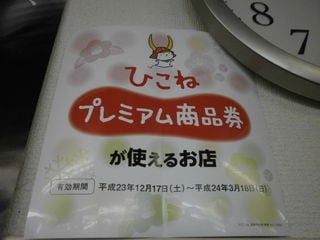 ひこね
プレミアム商品券
が使えるお店
有効期間 平成23年12月17日(土)~平成24年3月18日(日)
8
9